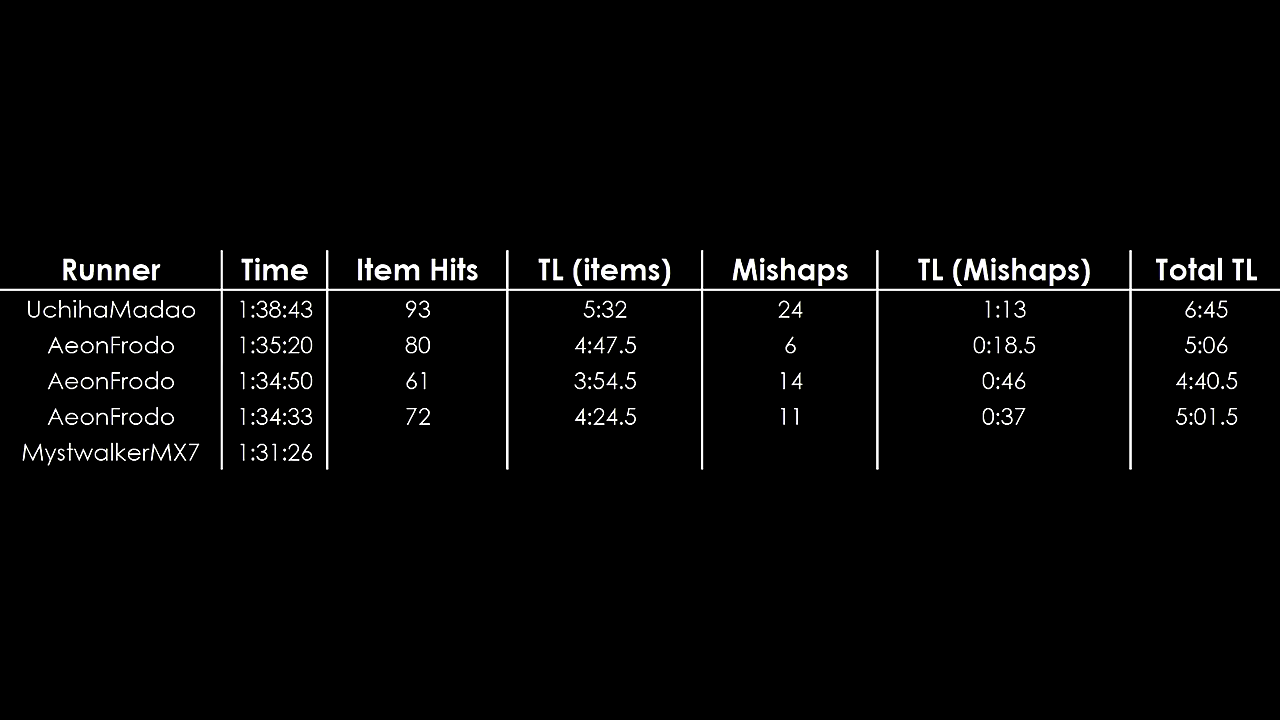 Runner Time Item Hits TL (items) Mishaps TL (Mishaps) Total TL
UchihaMadao 1:38:43 93 5:32 24 1:13 6:45
AeonFrodo 1:35:20 80 4:47.5 6 0:18.5 5:06
AeonFrodo 1:34:50 61 3:54.5 14 0:46 4:40.5
AeonFrodo 1:34:33 72 4:24.5 11 0:37 5:01.5
MystwalkerMX7 1:31:26